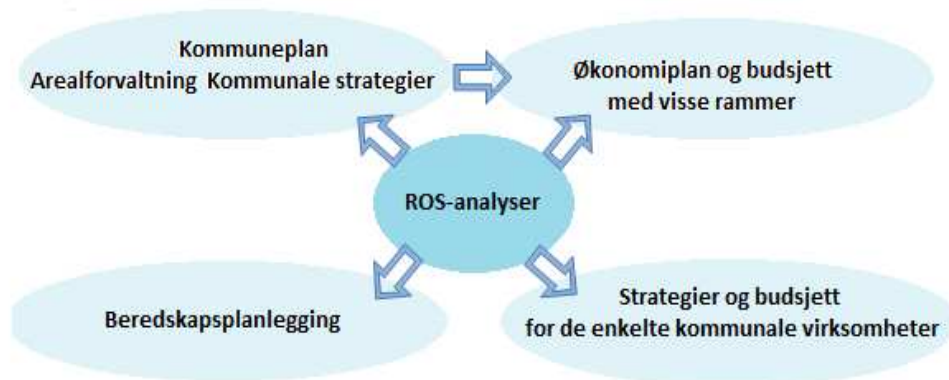 Kommuneplan
Arealforvaltning Kommunale strategier
Økonomiplan og budsjett
med visse rammer
ROS-analyser
Beredskapsplanlegging
Strategier og budsjett
for de enkelte kommunale virksomheter